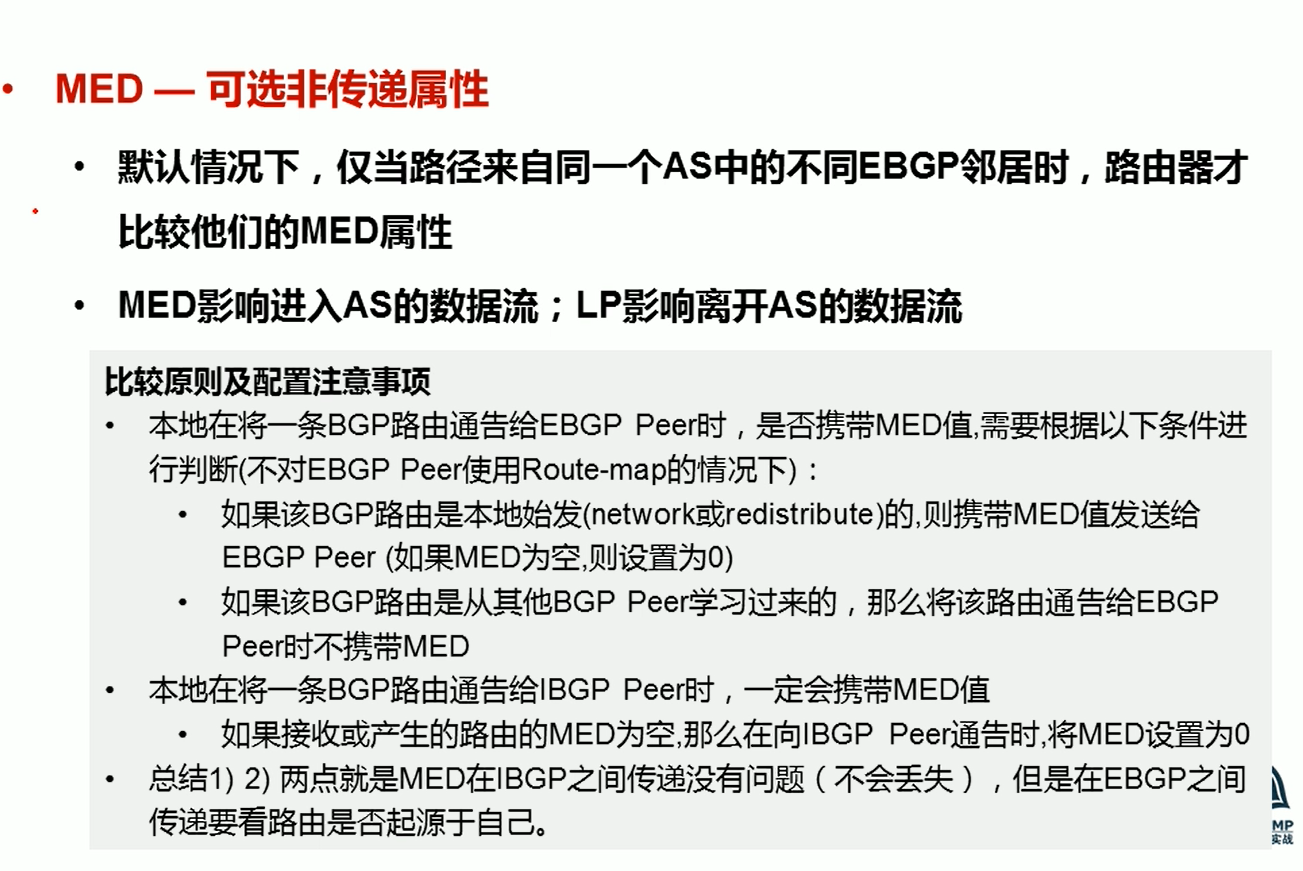 • MED — 可选非传递属性
• 默认情况下，仅当路径来自同一个AS中的不同EBGP邻居时，路由器才
比较他们的MED属性
• MED影响进入AS的数据流；LP影响离开AS的数据流
比较原则及配置注意事项
• 本地在将一条BGP路由通告给EBGP Peer时，是否携带MED值,需要根据以下条件进
行判断(不对EBGP Peer使用Route-map的情况下)：
• 如果该BGP路由是本地始发(network或redistribute)的,则携带MED值发送给
EBGP Peer (如果MED为空,则设置为0)
• 如果该BGP路由是从其他BGP Peer学习过来的，那么将该路由通告给EBGP
Peer时不携带MED
• 本地在将一条BGP路由通告给IBGP Peer时，一定会携带MED值
• 如果接收或产生的路由的MED为空,那么在向IBGP Peer通告时,将MED设置为0
• 总结1) 2) 两点就是MED在IBGP之间传递没有问题（不会丢失），但是在EBGP之间
传递要看路由是否起源于自己。
MP
实战